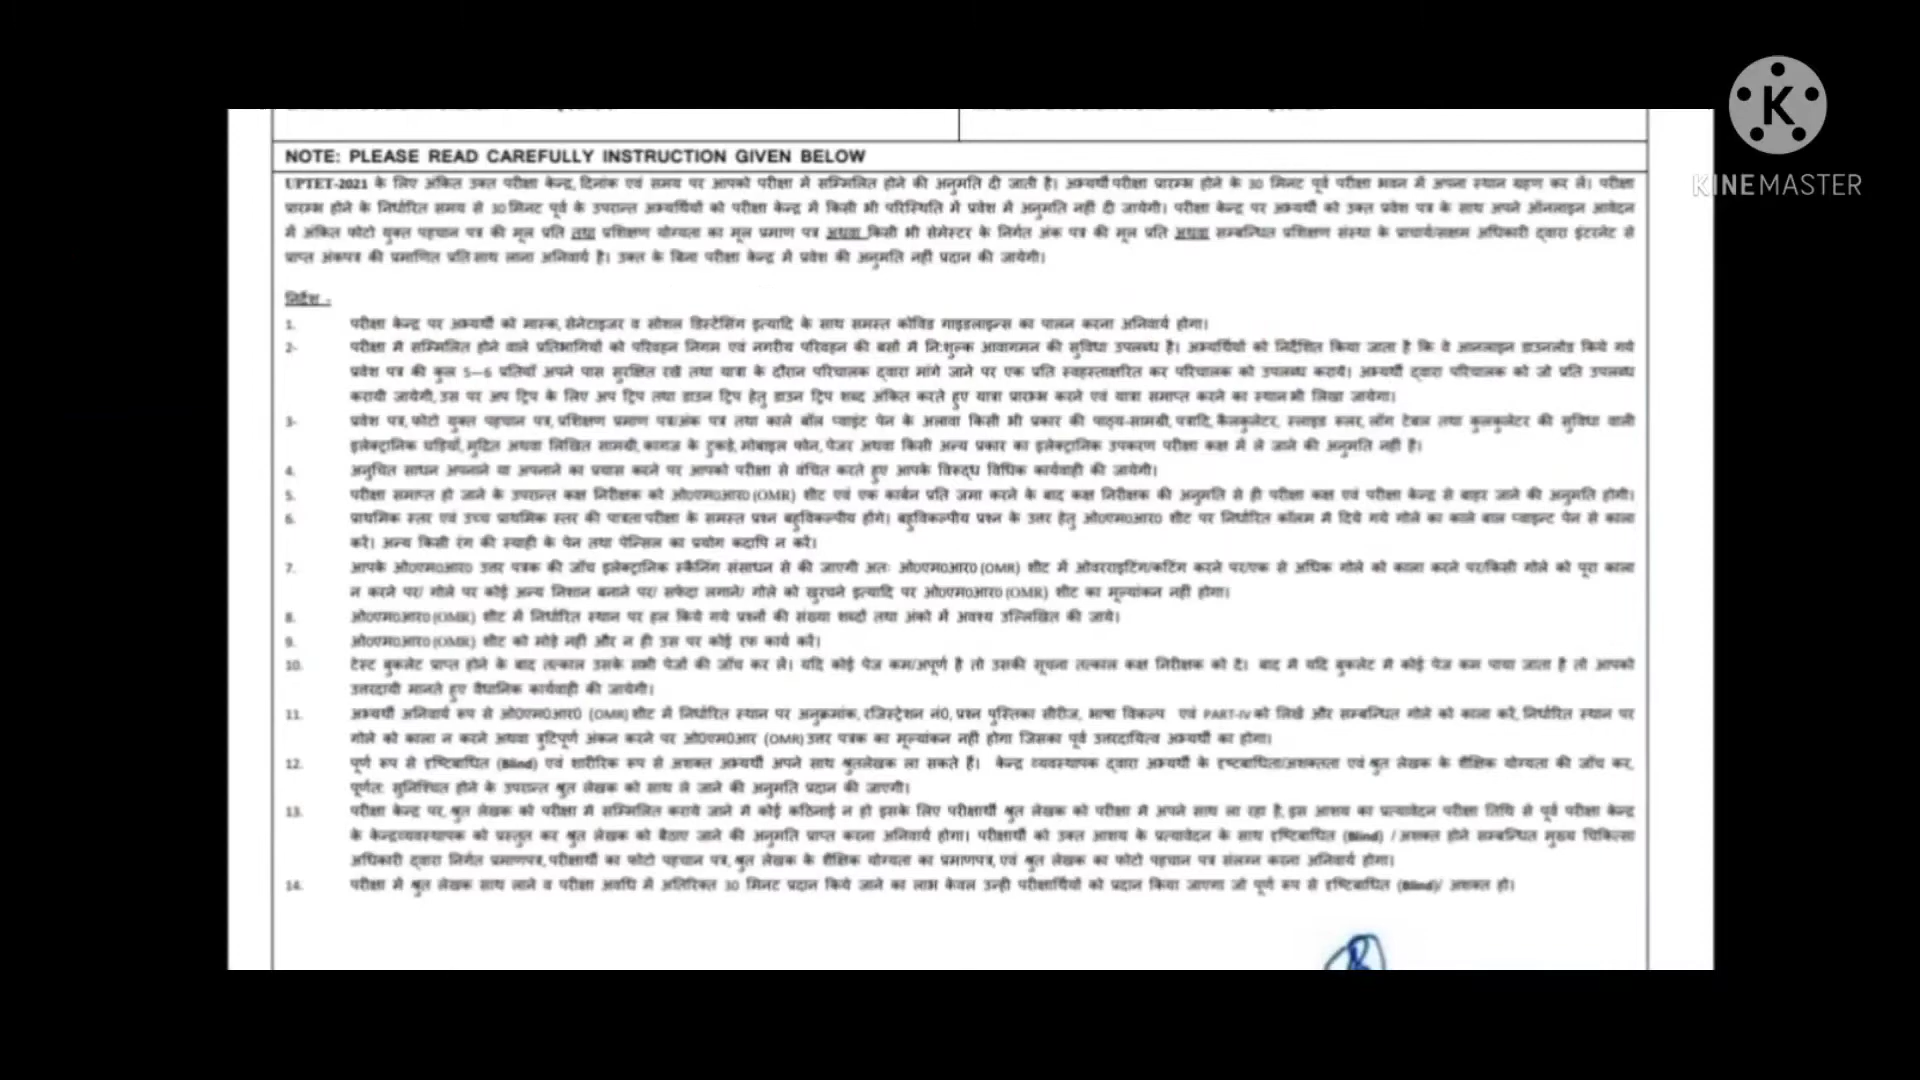 KINEMASTER
NOTE: PLEASE READ CAREFULLY INSTRUCTION GIVEN BELOW
UPTET-2021 के लिए अंकित उक्त परीक्षा केन्द्र, दिनांक एवं समय पर आपको परीक्षा में सम्मिलित होने की अनुमति दी जाती है। अभ्यर्थी परीक्षा प्रारम्भ होने के 30 मिनट पूर्व परीक्षा भवन में अपना स्थान ग्रहण कर लें। परीक्षा
प्रारम्भ होने के निर्धारित समय से 30 मिनट पूर्व के उपरान्त अभ्यर्थियों को परीक्षा केन्द्र में किसी भी परिस्थिति में प्रवेश में अनुमति नहीं दी जायेगी। परीक्षा केन्द्र पर अभ्यर्थी को उक्त प्रवेश पत्र के साथ अपने ऑनलाइन आवेदन
में अंकित फोटो युक्त पहचान पत्र की मूल प्रति तथा प्रशिक्षण योग्यता का मूल प्रमाण पत्र अथवा किसी भी सेमेस्टर के निर्गत अंक पत्र की मूल प्रति अथवा सम्बन्धित प्रशिक्षण संस्था के प्राचार्य/सक्षम अधिकारी द्वारा इंटरनेट से
प्राप्त अंकपत्र की प्रमाणित प्रति साथ लाना अनिवार्य है। उक्त के बिना परीक्षा केन्द्र में प्रवेश की अनुमति नहीं प्रदान की जायेगी।
निर्देश -
1. परीक्षा केन्द्र पर अभ्यर्थी को मास्क, सेनेटाइजर व सोशल डिस्टेंसिंग इत्यादि के साथ समस्त कोविड गाइडलाइन्स का पालन करना अनिवार्य होगा।
2- परीक्षा में सम्मिलित होने वाले प्रतिभागियों को परिवहन निगम एवं नगरीय परिवहन की बसों में नि:शुल्क आवागमन की सुविधा उपलब्ध है। अभ्यर्थियों को निर्देशित किया जाता है कि वे आनलाइन डाउनलोड किये गये
प्रवेश पत्र की कुल 5—6 प्रतियाँ अपने पास सुरक्षित रखें तथा यात्रा के दौरान परिचालक द्वारा मांगे जाने पर एक प्रति स्वहस्ताक्षरित कर परिचालक को उपलब्ध करायें। अभ्यर्थी द्वारा परिचालक को जो प्रति उपलब्ध
करायी जायेगी, उस पर अप ट्रिप के लिए अप ट्रिप तथा डाउन ट्रिप हेतु डाउन ट्रिप शब्द अंकित करते हुए यात्रा प्रारम्भ करने एवं यात्रा समाप्त करने का स्थान भी लिखा जायेगा।
3- प्रवेश पत्र, फोटो युक्त पहचान पत्र, प्रशिक्षण प्रमाण पत्र/अंक पत्र तथा काले बॉल प्वाइंट पेन के अलावा किसी भी प्रकार की पाठ्य-सामग्री, पत्रादि, कैलकुलेटर, स्लाइड रूलर, लॉग टेबल तथा कुलकुलेटर की सुविधा वाली
इलेक्ट्रानिक घड़ियाँ, मुद्रित अथवा लिखित सामग्री, कागज के टुकड़े, मोबाइल फोन, पेजर अथवा किसी अन्य प्रकार का इलेक्ट्रानिक उपकरण परीक्षा कक्ष में ले जाने की अनुमति नहीं है।
4. अनुचित साधन अपनाने या अपनाने का प्रयास करने पर आपको परीक्षा से वंचित करते हुए आपके विरूद्ध विधिक कार्यवाही की जायेगी।
5. परीक्षा समाप्त हो जाने के उपरान्त कक्ष निरीक्षक को ओ0एम0आर0 (OMR) शीट एवं एक कार्बन प्रति जमा करने के बाद कक्ष निरीक्षक की अनुमति से ही परीक्षा कक्ष एवं परीक्षा केन्द्र से बाहर जाने की अनुमति होगी।
6. प्राथमिक स्तर एवं उच्च प्राथमिक स्तर की पात्रता परीक्षा के समस्त प्रश्न बहुविकल्पीय होंगे। बहुविकल्पीय प्रश्न के उत्तर हेतु ओ0एम0आर0 शीट पर निर्धारित कॉलम में दिये गये गोले का काले बाल प्वाइन्ट पेन से काला
करें। अन्य किसी रंग की स्याही के पेन तथा पेन्सिल का प्रयोग कदापि न करें।
7. आपके ओ0एम0आर0 उत्तर पत्रक की जाँच इलेक्ट्रानिक स्कैनिंग संसाधन से की जाएगी अतः ओ0एम0आर0 (OMR) शीट में ओवरराइटिंग/कटिंग करने पर/एक से अधिक गोले को काला करने पर/किसी गोले को पूरा काला
न करने पर/ गोले पर कोई अन्य निशान बनाने पर/ सफेदा लगाने/ गोले को खुरचने इत्यादि पर ओ0एम0आर0 (OMR) शीट का मूल्यांकन नहीं होगा।
8. ओ0एम0आर0 (OMR) शीट में निर्धारित स्थान पर हल किये गये प्रश्नों की संख्या शब्दों तथा अंको में अवश्य उल्लिखित की जाये।
9. ओ0एम0आर0 (OMR) शीट को मोड़े नहीं और न ही उस पर कोई रफ कार्य करें।
10. टेस्ट बुकलेट प्राप्त होने के बाद तत्काल उसके सभी पेजों की जाँच कर लें। यदि कोई पेज कम/अपूर्ण है तो उसकी सूचना तत्काल कक्ष निरीक्षक को दें। बाद में यदि बुकलेट में कोई पेज कम पाया जाता है तो आपको
उत्तरदायी मानते हुए वैधानिक कार्यवाही की जायेगी।
11. अभ्यर्थी अनिवार्य रूप से ओ0एम0आर0 (OMR) शीट में निर्धारित स्थान पर अनुक्रमांक, रजिस्ट्रेशन नं0, प्रश्न पुस्तिका सीरीज, भाषा विकल्प एवं PART-IV को लिखें और सम्बन्धित गोले को काला करें, निर्धारित स्थान पर
गोले को काला न करने अथवा त्रुटिपूर्ण अंकन करने पर ओ0एम0आर (OMR) उत्तर पत्रक का मूल्यांकन नहीं होगा जिसका पूर्व उत्तरदायित्व अभ्यर्थी का होगा।
12. पूर्ण रूप से दृष्टिबाधित (Blind) एवं शारीरिक रूप से अशक्त अभ्यर्थी अपने साथ श्रुतलेखक ला सकते हैं। केन्द्र व्यवस्थापक द्वारा अभ्यर्थी के दृष्टबाधिता/अशक्तता एवं श्रुत लेखक के शैक्षिक योग्यता की जाँच कर,
पूर्णत: सुनिश्चित होने के उपरान्त श्रुत लेखक को साथ ले जाने की अनुमति प्रदान की जाएगी।
13. परीक्षा केन्द्र पर, श्रुत लेखक को परीक्षा में सम्मिलित कराये जाने में कोई कठिनाई न हो इसके लिए परीक्षार्थी श्रुत लेखक को परीक्षा में अपने साथ ला रहा है, इस आशय का प्रत्यावेदन परीक्षा तिथि से पूर्व परीक्षा केन्द्र
के केन्द्रव्यवस्थापक को प्रस्तुत कर श्रुत लेखक को बैठाए जाने की अनुमति प्राप्त करना अनिवार्य होगा। परीक्षार्थी को उक्त आशय के प्रत्यावेदन के साथ दृष्टिबाधित (Blind) / अशक्त होने सम्बन्धित मुख्य चिकित्सा
अधिकारी द्वारा निर्गत प्रमाणपत्र, परीक्षार्थी का फोटो पहचान पत्र, श्रुत लेखक के शैक्षिक योग्यता का प्रमाणपत्र, एवं श्रुत लेखक का फोटो पहचान पत्र संलग्न करना अनिवार्य होगा।
14. परीक्षा में श्रुत लेखक साथ लाने व परीक्षा अवधि में अतिरिक्त 30 मिनट प्रदान किये जाने का लाभ केवल उन्ही परीक्षार्थियों को प्रदान किया जाएगा जो पूर्ण रूप से दृष्टिबाधित (Blind)/ अशक्त हो।